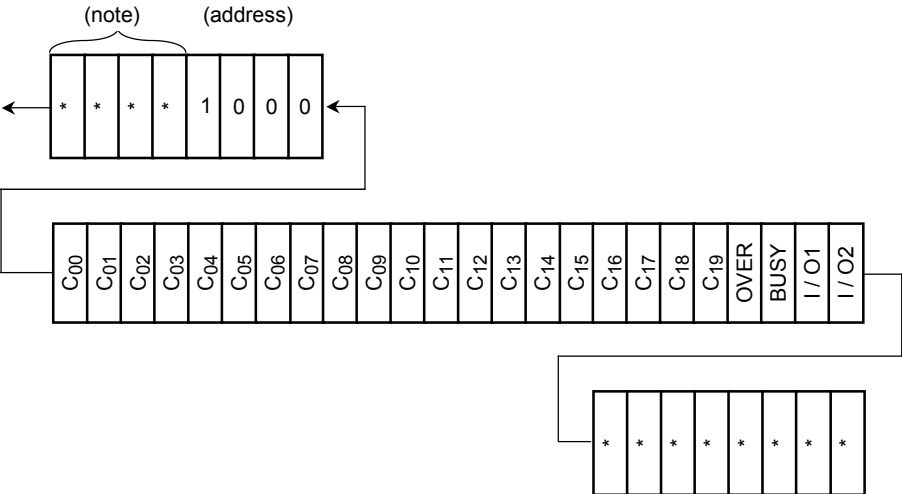 (note) (address)
* * * * 1 0 0 0
C00 C01 C02 C03 C04 C05 C06 C07 C08 C09 C10 C11 C12 C13 C14 C15 C16 C17 C18 C19 OVER BUSY I / O1 I / O2
* * * * * * * *